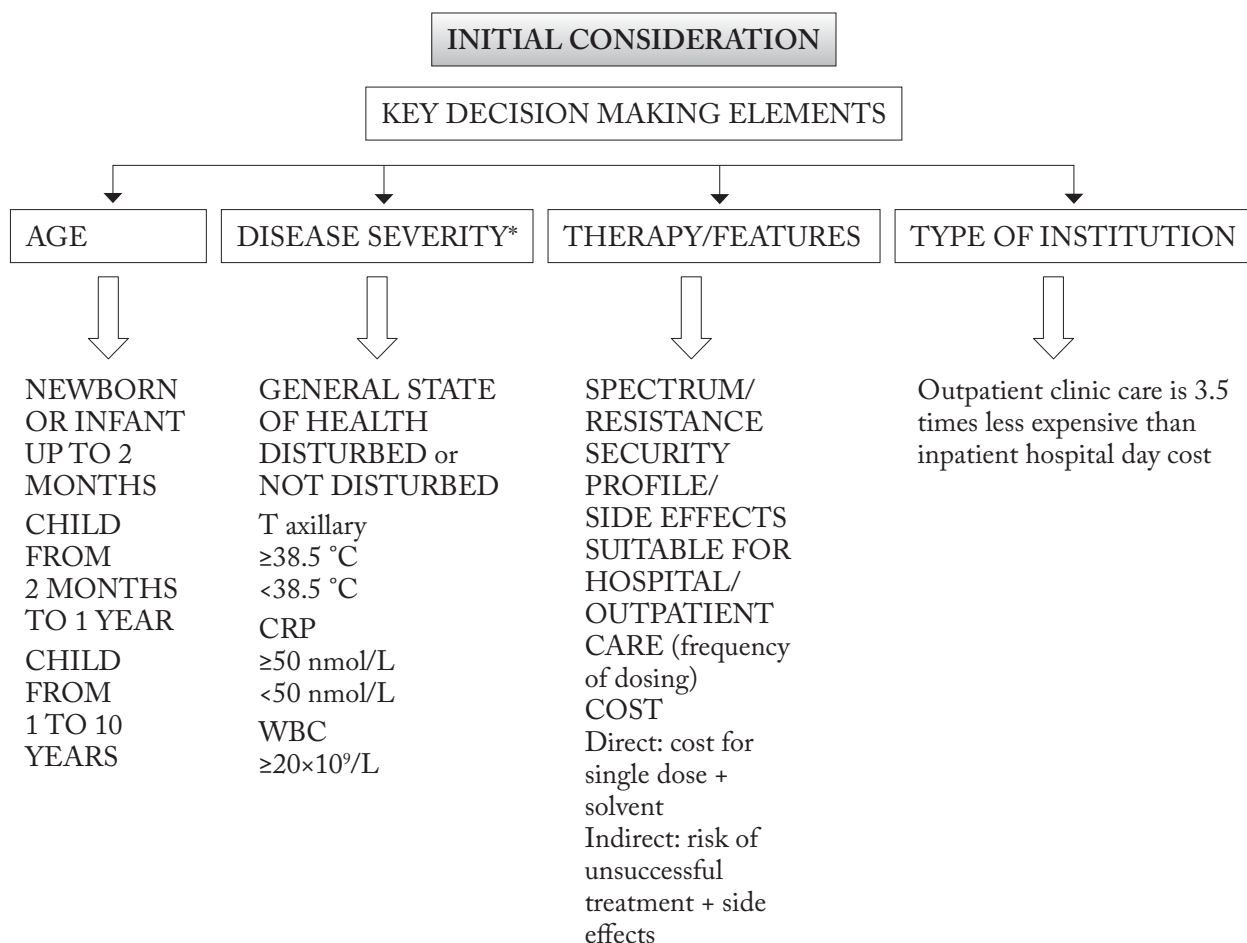 INITIAL CONSIDERATION
KEY DECISION MAKING ELEMENTS
AGE
DISEASE SEVERITY*
THERAPY/FEATURES
TYPE OF INSTITUTION
NEWBORN
OR INFANT
UP TO 2
MONTHS
CHILD
FROM
2 MONTHS
TO 1 YEAR
CHILD
FROM
1 TO 10
YEARS
GENERAL STATE
OF HEALTH
DISTURBED or
NOT DISTURBED
T axillary
≥38.5 °C
<38.5 °C
CRP
≥50 nmol/L
<50 nmol/L
WBC
≥20×10⁹/L
SPECTRUM/
RESISTANCE
SECURITY
PROFILE/
SIDE EFFECTS
SUITABLE FOR
HOSPITAL/
OUTPATIENT
CARE (frequency
of dosing)
COST
Direct: cost for
single dose +
solvent
Indirect: risk of
unsuccessful
treatment + side
effects
Outpatient clinic care is 3.5
times less expensive than
inpatient hospital day cost